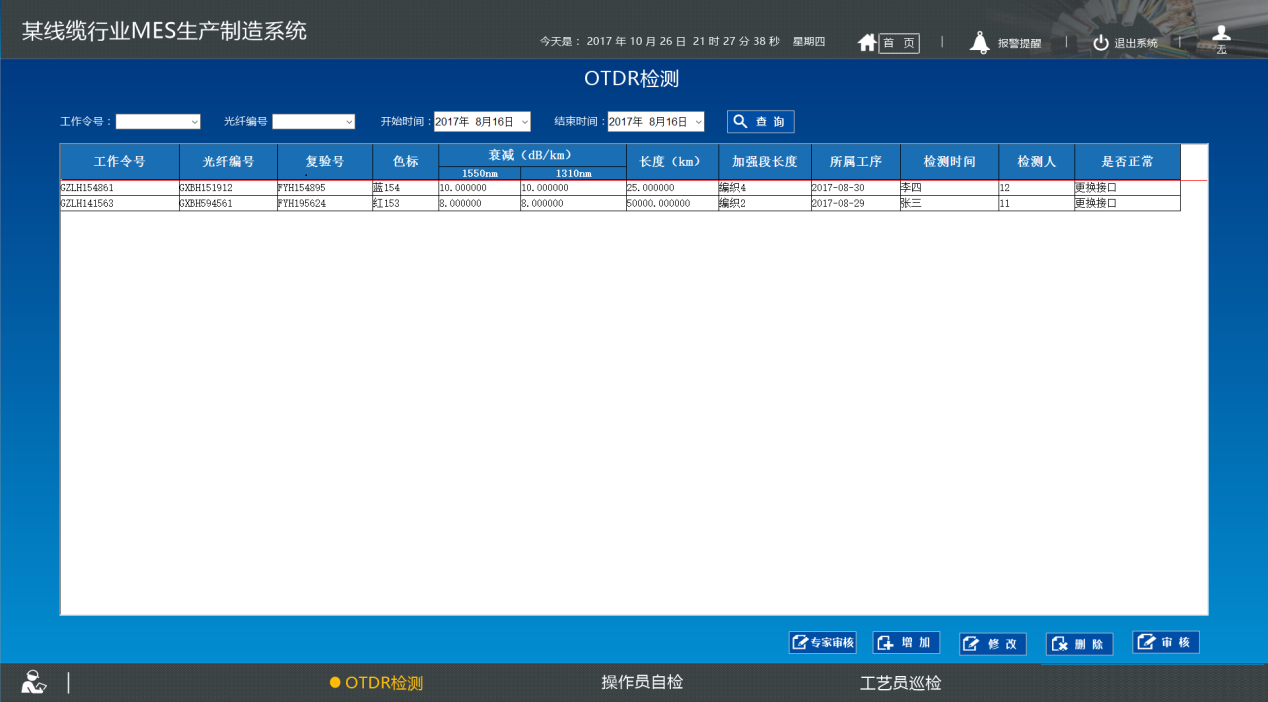 某线缆行业MES生产制造系统
今天是： 2017 年 10 月 26 日 21 时 27 分 38 秒 星期四
首 页
报警提醒
退出系统
无
OTDR检测
工作令号： 光纤编号 开始时间：2017年 8月16日 结束时间：2017年 8月16日 查 询
工作令号 光纤编号 复验号 色标 衰减（dB/km） 长度（km） 加强段长度 所属工序 检测时间 检测人 是否正常
1550nm 1310nm
GZLH154861 GXBH151912 FYH154895 蓝154 10.000000 10.000000 25.000000 编织4 2017-08-30 李四 12 更换接口
GZLH141563 GXBH594561 FYH195624 红153 8.000000 8.000000 50000.000000 编织2 2017-08-29 张三 11 更换接口
专家审核 增 加 修 改 删 除 审 核
OTDR检测 操作员自检 工艺员巡检